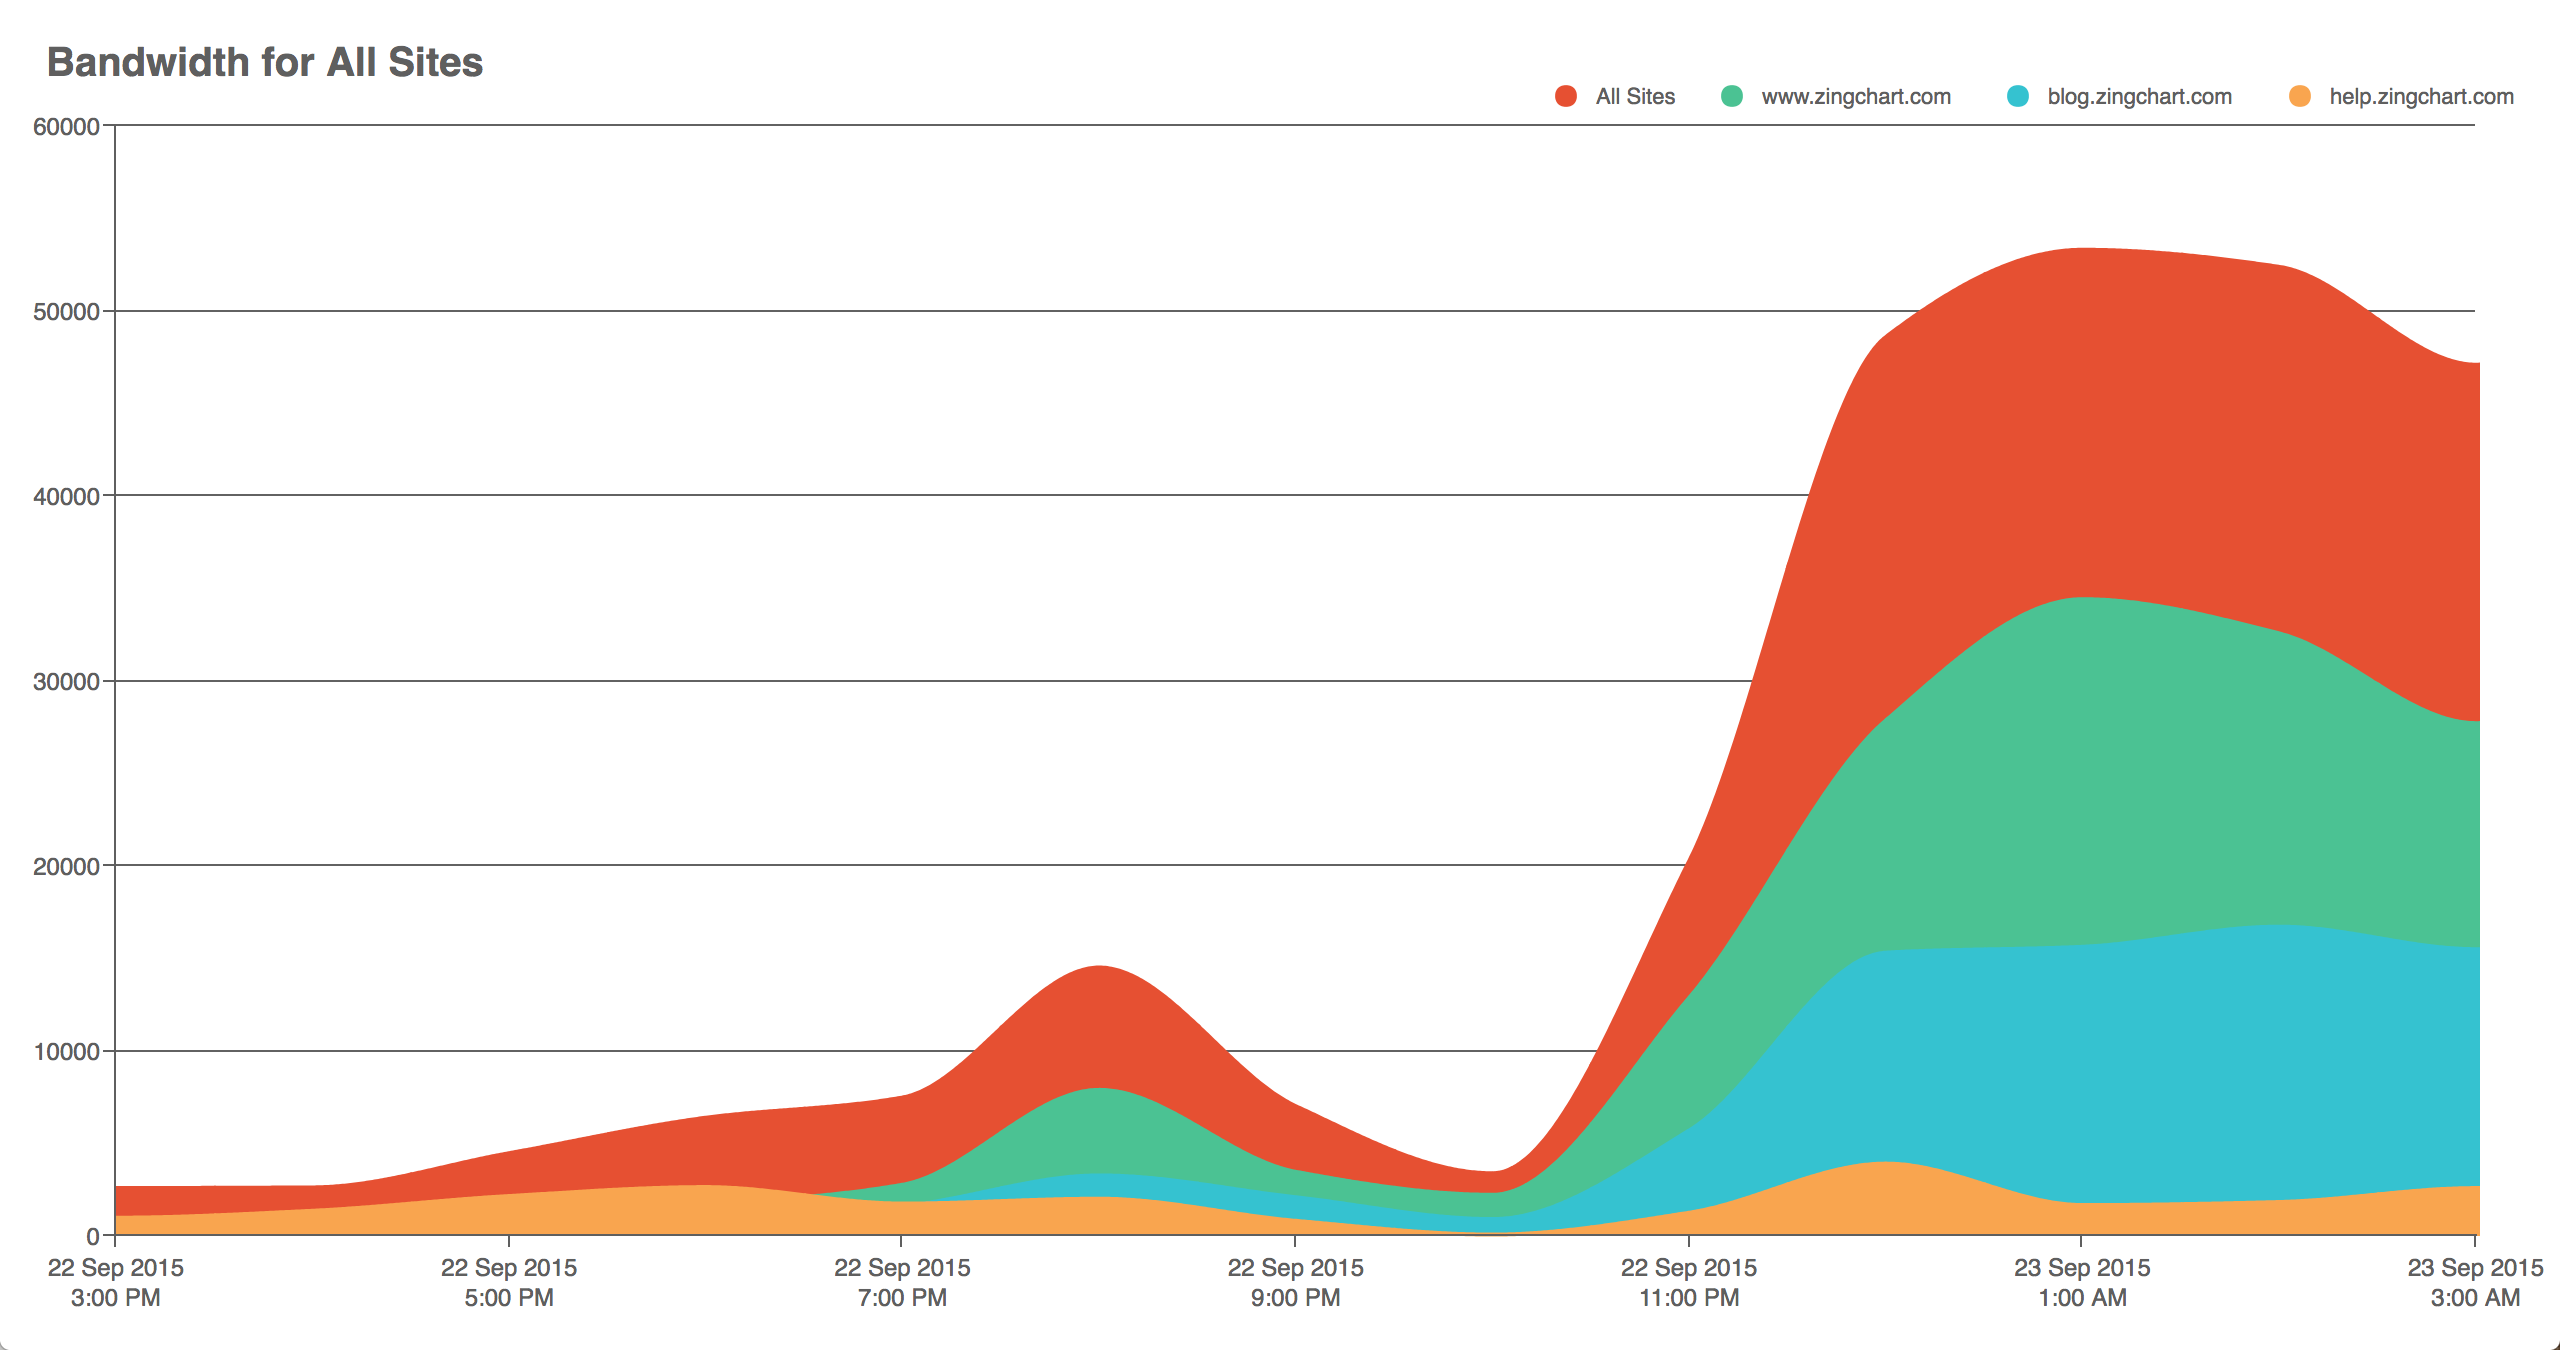 Bandwidth for All Sites
All Sites www.zingchart.com blog.zingchart.com help.zingchart.com
60000
50000
40000
30000
20000
10000
0
22 Sep 2015 22 Sep 2015 22 Sep 2015 22 Sep 2015 22 Sep 2015 23 Sep 2015 23 Sep 2015
3:00 PM 5:00 PM 7:00 PM 9:00 PM 11:00 PM 1:00 AM 3:00 AM